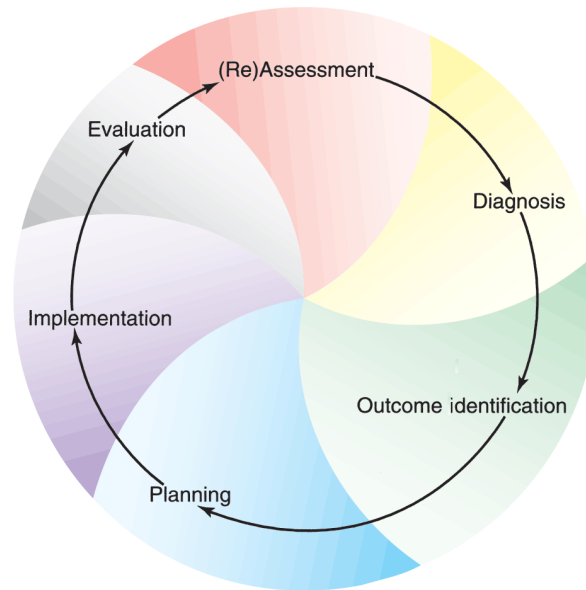 (Re)Assessment
Diagnosis
Outcome identification
Planning
Implementation
Evaluation